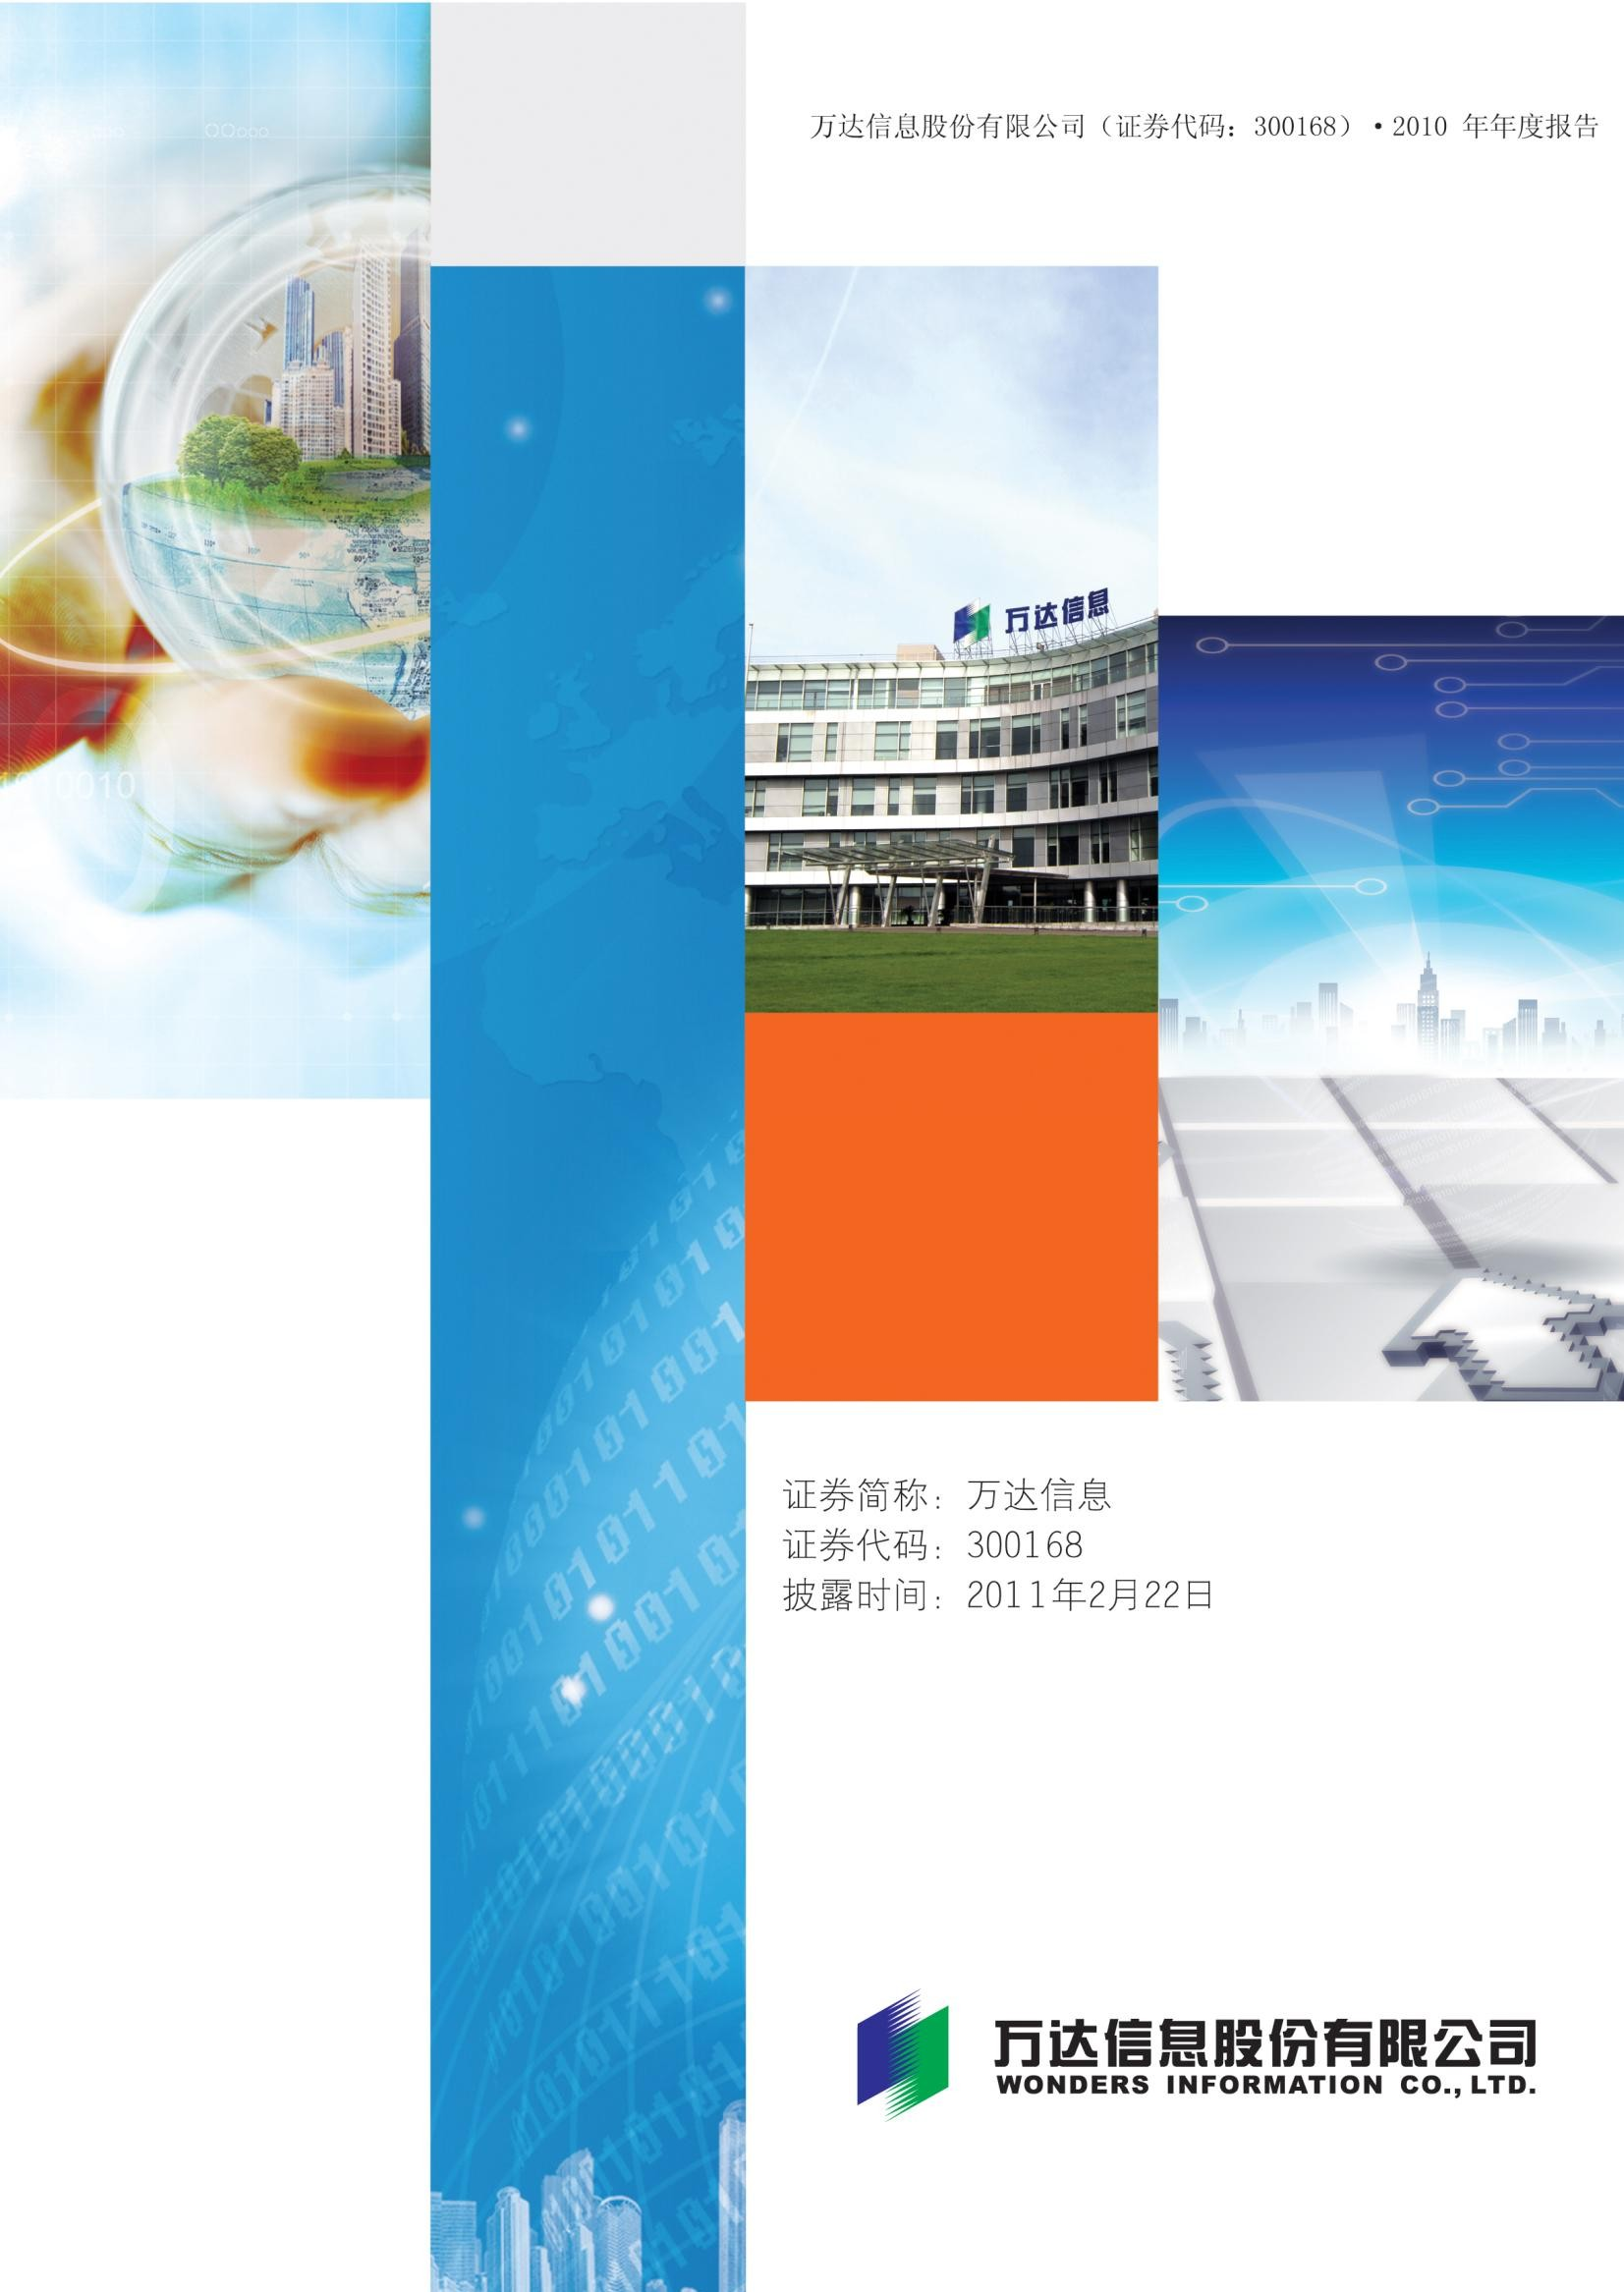 万达信息股份有限公司（证券代码：300168）·2010 年年度报告
万达信息
10010010
证券简称：万达信息
证券代码：300168
披露时间：2011年2月22日
万达信息股份有限公司
WONDERS INFORMATION CO., LTD.